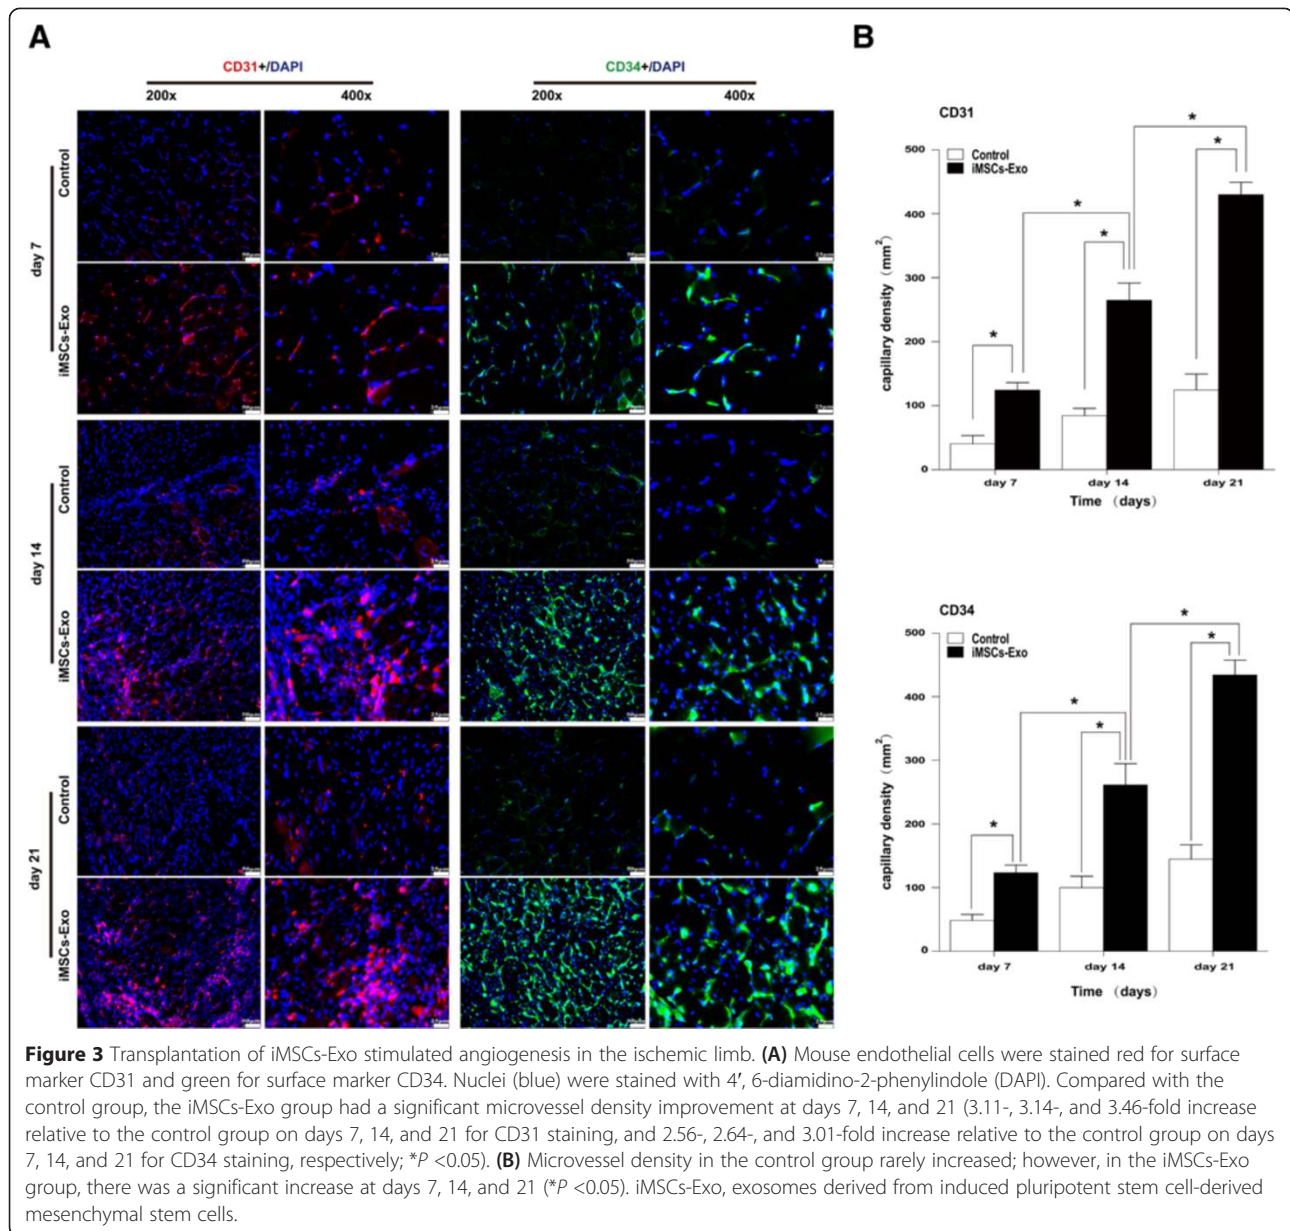 A
CD31+/DAPI
CD34+/DAPI
200x
400x
200x
400x
day 7
Control
iMSCs-Exo
day 14
Control
iMSCs-Exo
day 21
Control
iMSCs-Exo
B
CD31
Control
iMSCs-Exo
capillary density (mm²)
500
400
300
200
100
0
*
*
*
*
*
day 7
day 14
day 21
Time (days)
CD34
Control
iMSCs-Exo
capillary density (mm²)
500
400
300
200
100
0
*
*
*
*
*
day 7
day 14
day 21
Time (days)
Figure 3 Transplantation of iMSCs-Exo stimulated angiogenesis in the ischemic limb. (A) Mouse endothelial cells were stained red for surface
marker CD31 and green for surface marker CD34. Nuclei (blue) were stained with 4′, 6-diamidino-2-phenylindole (DAPI). Compared with the
control group, the iMSCs-Exo group had a significant microvessel density improvement at days 7, 14, and 21 (3.11-, 3.14-, and 3.46-fold increase
relative to the control group on days 7, 14, and 21 for CD31 staining, and 2.56-, 2.64-, and 3.01-fold increase relative to the control group on days
7, 14, and 21 for CD34 staining, respectively; *P <0.05). (B) Microvessel density in the control group rarely increased; however, in the iMSCs-Exo
group, there was a significant increase at days 7, 14, and 21 (*P <0.05). iMSCs-Exo, exosomes derived from induced pluripotent stem cell-derived
mesenchymal stem cells.